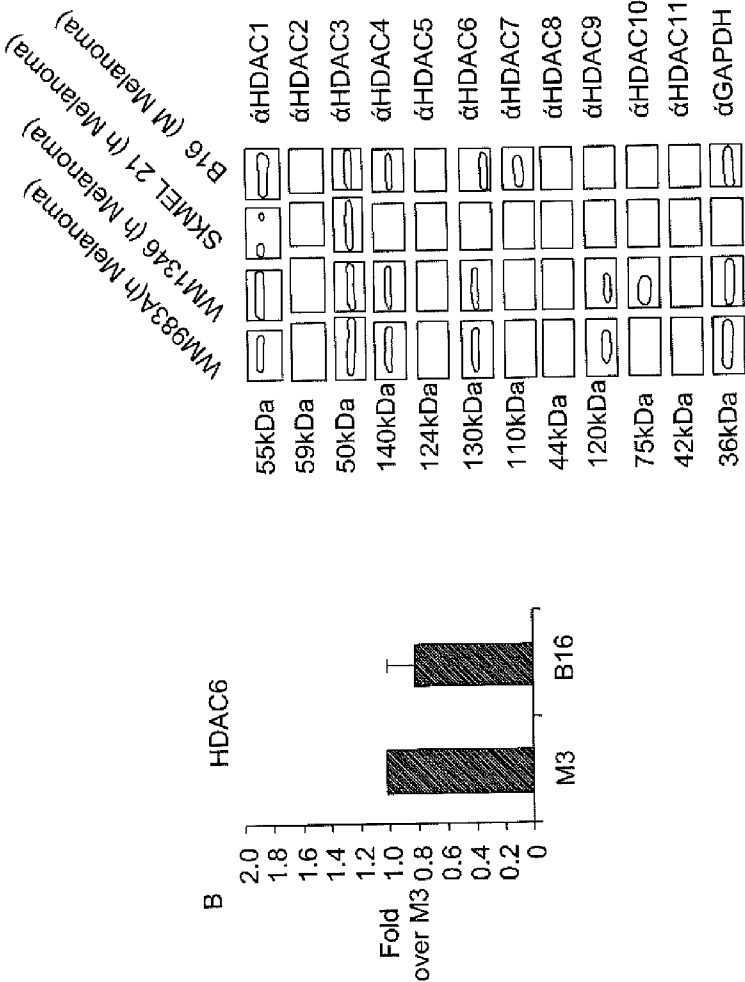 B
HDAC6
2.0
1.8
1.6
1.4
1.2
1.0
0.8
0.6
0.4
0.2
0
Fold
over M3
M3
B16
WM983A(h Melanoma)
WM1346 (h Melanoma)
SKMEL 21 (h Melanoma)
B16 (M Melanoma)
55kDa άHDAC1
59kDa άHDAC2
50kDa άHDAC3
140kDa άHDAC4
124kDa άHDAC5
130kDa άHDAC6
110kDa άHDAC7
44kDa άHDAC8
120kDa άHDAC9
75kDa άHDAC10
42kDa άHDAC11
36kDa άGAPDH